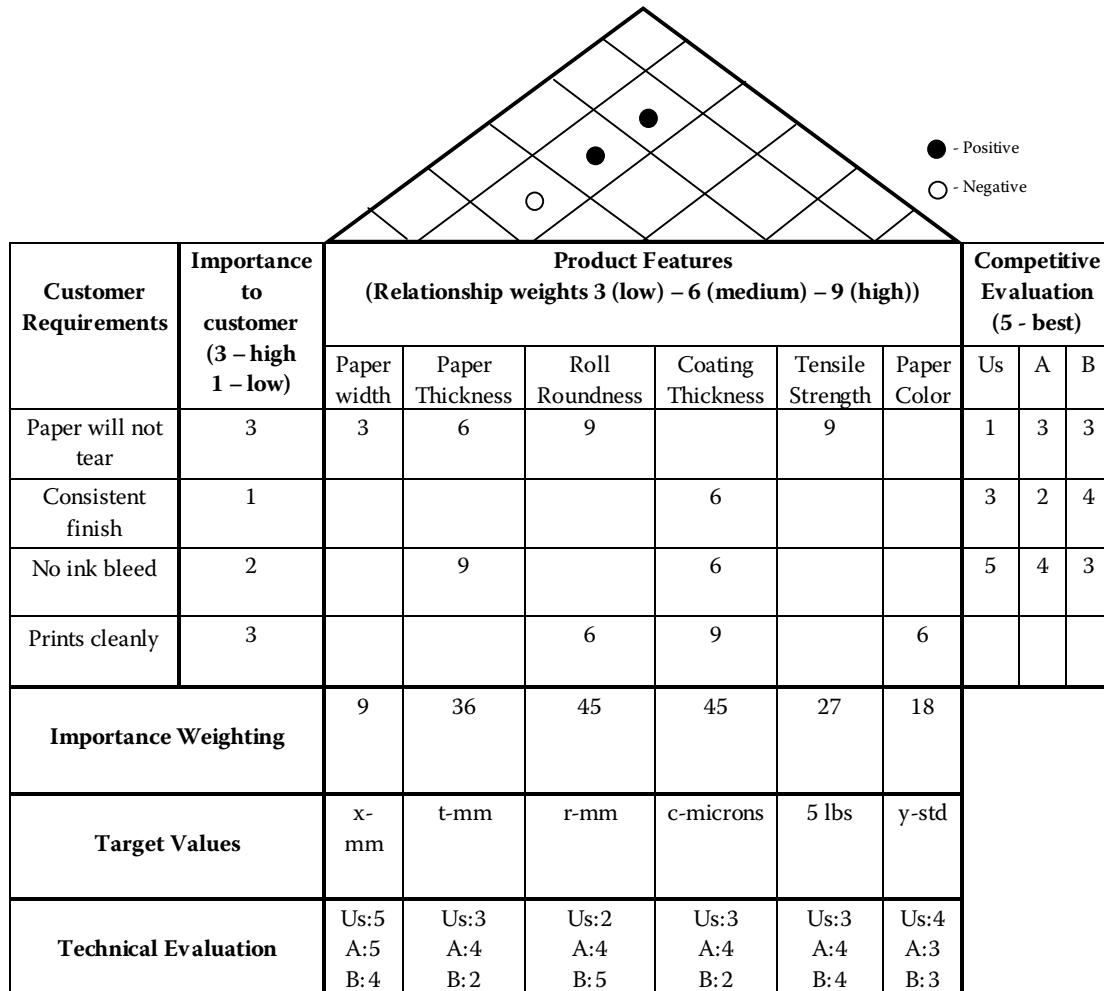 - Positive
- Negative
Customer
Requirements
Importance
to
customer
(3 – high
1 – low)
Product Features
(Relationship weights 3 (low) – 6 (medium) – 9 (high))
Competitive
Evaluation
(5 - best)
Paper
width
Paper
Thickness
Roll
Roundness
Coating
Thickness
Tensile
Strength
Paper
Color
Us A B
Paper will not
tear
3 3 6 9 9 1 3 3
Consistent
finish
1 6 3 2 4
No ink bleed 2 9 6 5 4 3
Prints cleanly 3 6 9 6
Importance Weighting 9 36 45 45 27 18
Target Values
x-
mm
t-mm r-mm c-microns 5 lbs y-std
Technical Evaluation
Us:5 Us:3 Us:2 Us:3 Us:3 Us:4
A:5 A:4 A:4 A:4 A:4 A:3
B:4 B:2 B:5 B:2 B:4 B:3